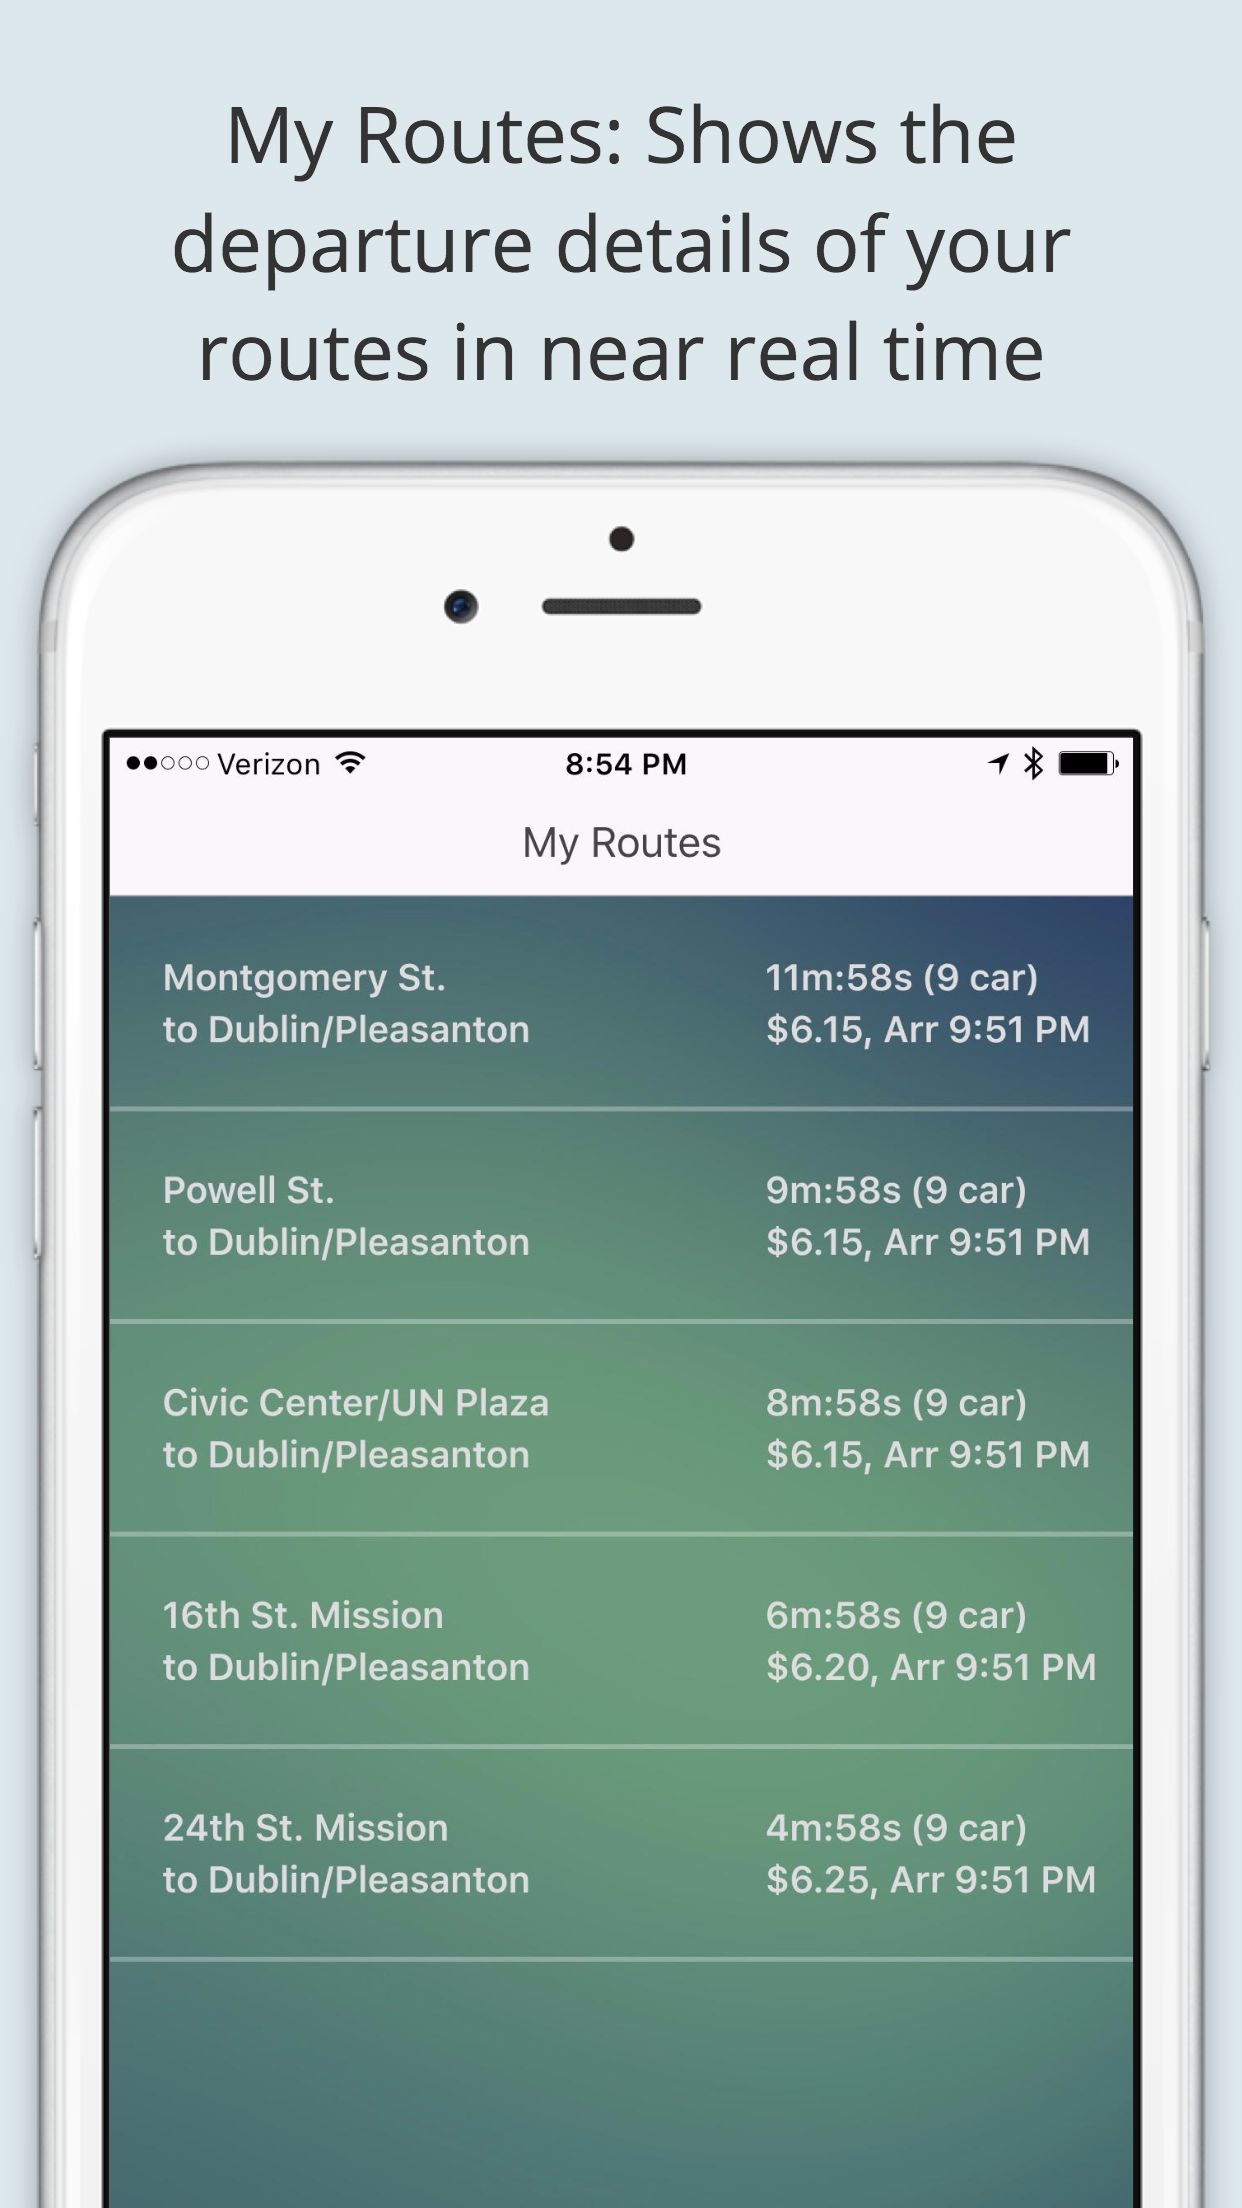 My Routes: Shows the
departure details of your
routes in near real time
Verizon 8:54 PM
My Routes
Montgomery St. 11m:58s (9 car)
to Dublin/Pleasanton $6.15, Arr 9:51 PM
Powell St. 9m:58s (9 car)
to Dublin/Pleasanton $6.15, Arr 9:51 PM
Civic Center/UN Plaza 8m:58s (9 car)
to Dublin/Pleasanton $6.15, Arr 9:51 PM
16th St. Mission 6m:58s (9 car)
to Dublin/Pleasanton $6.20, Arr 9:51 PM
24th St. Mission 4m:58s (9 car)
to Dublin/Pleasanton $6.25, Arr 9:51 PM